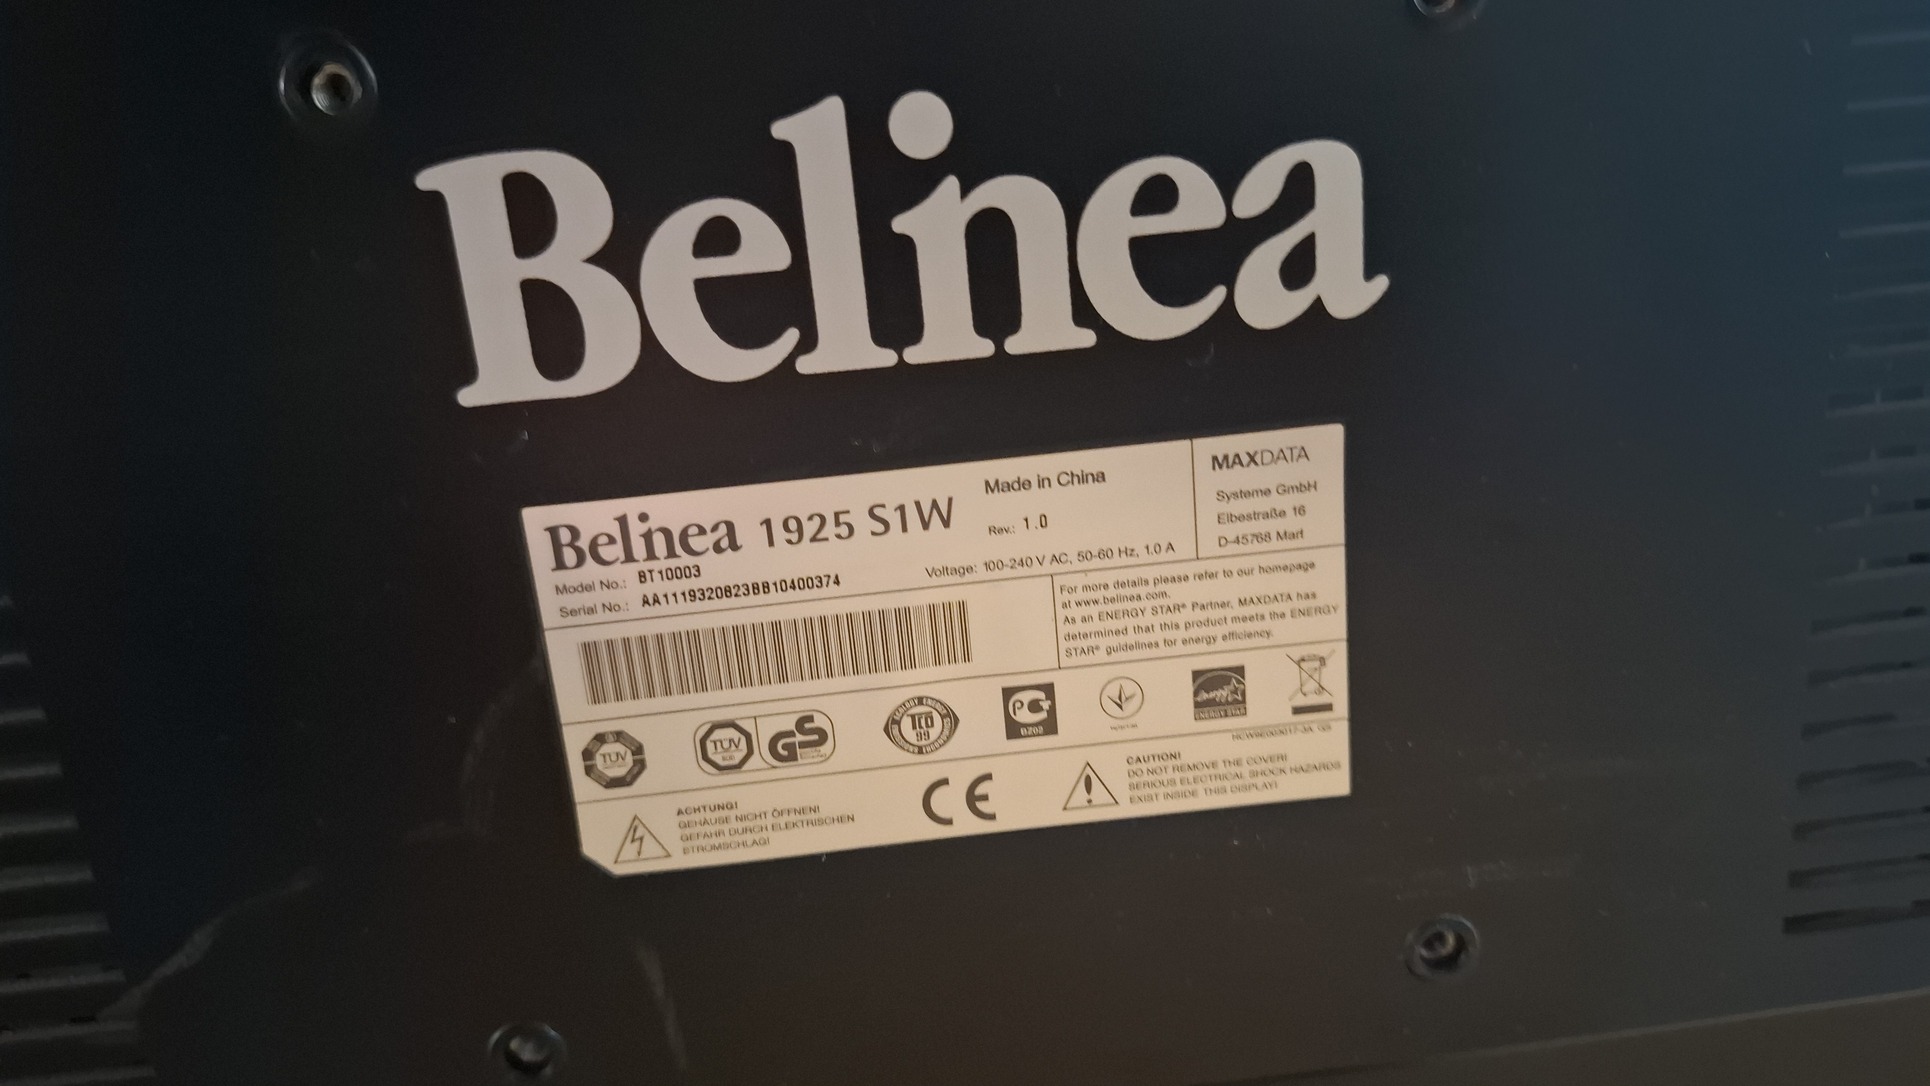 Belinea
Belinea 1925 S1W
Made in China
Rev.: 1.0
Model No.: BT10003
Serial No.: AA1119320823BB10400374
Voltage: 100-240 V AC, 50-60 Hz, 1.0 A
MAXDATA
Systeme GmbH
Elbestraße 16
D-45768 Marl
For more details please refer to our homepage
at www.belinea.com.
As an ENERGY STAR® Partner, MAXDATA has
determined that this product meets the ENERGY
STAR® guidelines for energy efficiency.
TÜV
TÜV
GS
TCO
99
PG
BZ02
energy
ENERGY STAR
ACHTUNG!
GEHÄUSE NICHT ÖFFNEN!
GEFAHR DURCH ELEKTRISCHEN
STROMSCHLAG!
CE
CAUTION!
DO NOT REMOVE THE COVER!
SERIOUS ELECTRICAL SHOCK HAZARDS
EXIST INSIDE THIS DISPLAY!